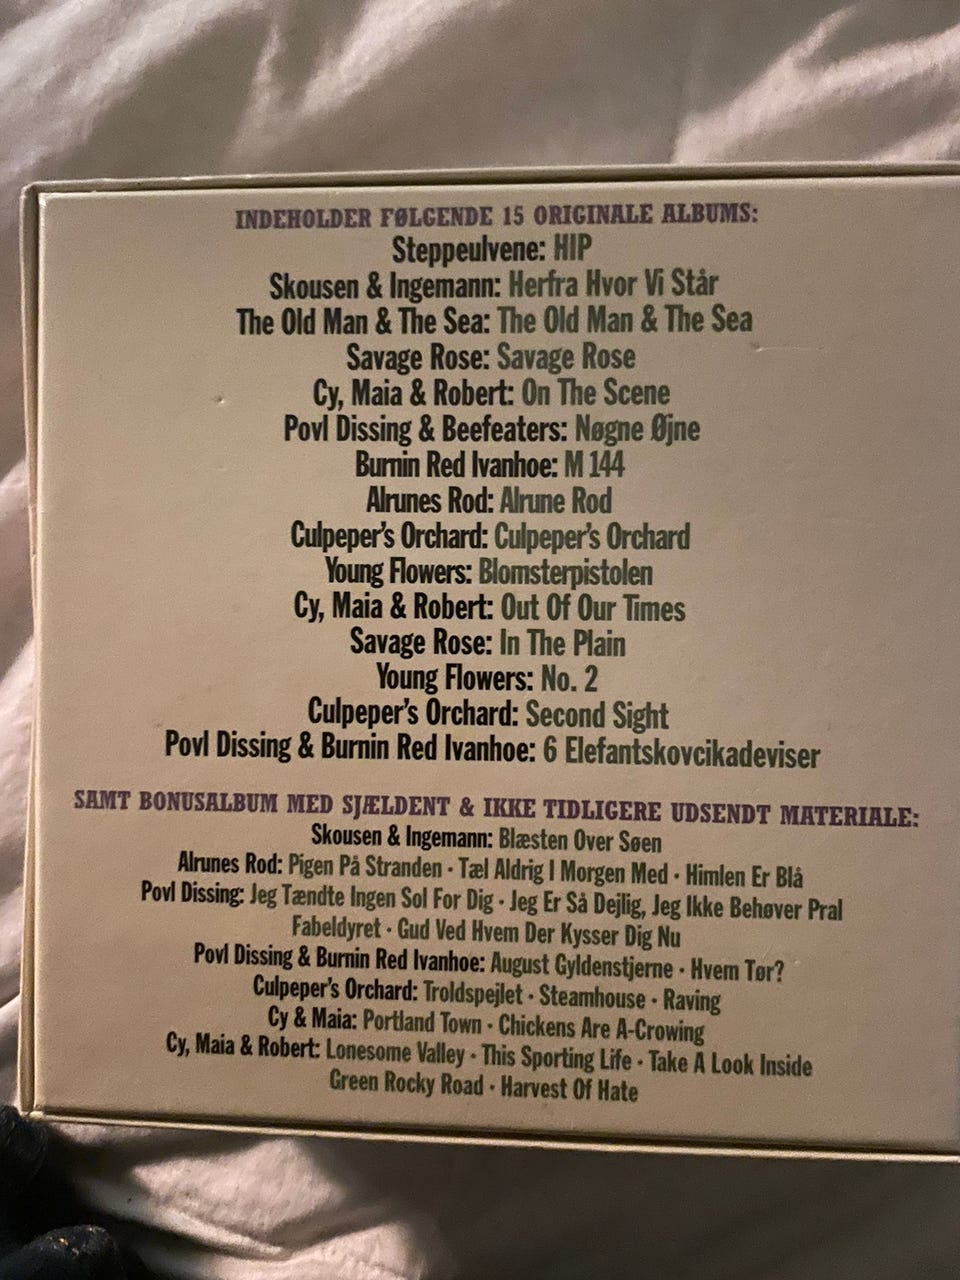 INDEHOLDER FØLGENDE 15 ORIGINALE ALBUMS:
Steppeulvene: HIP
Skousen & Ingemann: Herfra Hvor Vi Står
The Old Man & The Sea: The Old Man & The Sea
Savage Rose: Savage Rose
Cy, Maia & Robert: On The Scene
Povl Dissing & Beefeaters: Nøgne Øjne
Burnin Red Ivanhoe: M 144
Alrunes Rod: Alrune Rod
Culpeper's Orchard: Culpeper's Orchard
Young Flowers: Blomsterpistolen
Cy, Maia & Robert: Out Of Our Times
Savage Rose: In The Plain
Young Flowers: No. 2
Culpeper's Orchard: Second Sight
Povl Dissing & Burnin Red Ivanhoe: 6 Elefantskovcikadeviser
SAMT BONUSALBUM MED SJÆLDENT & IKKE TIDLIGERE UDSENDT MATERIALE:
Skousen & Ingemann: Blæsten Over Søen
Alrunes Rod: Pigen På Stranden · Tæl Aldrig I Morgen Med · Himlen Er Blå
Povl Dissing: Jeg Tændte Ingen Sol For Dig · Jeg Er Så Dejlig, Jeg Ikke Behøver Pral
Fabeldyret · Gud Ved Hvem Der Kysser Dig Nu
Povl Dissing & Burnin Red Ivanhoe: August Gyldenstjerne · Hvem Tør?
Culpeper's Orchard: Troldspejlet · Steamhouse · Raving
Cy & Maia: Portland Town · Chickens Are A-Crowing
Cy, Maia & Robert: Lonesome Valley · This Sporting Life · Take A Look Inside
Green Rocky Road · Harvest Of Hate